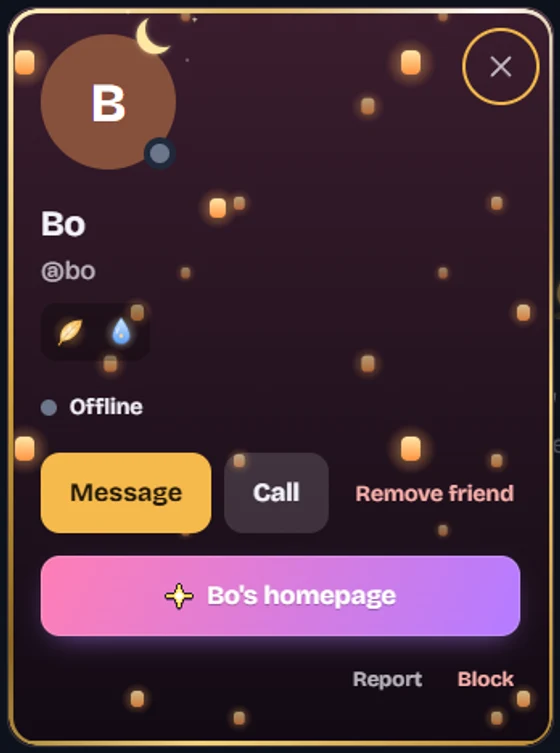 B
Bo
@bo
Offline
Message Call Remove friend
Bo's homepage
Report Block